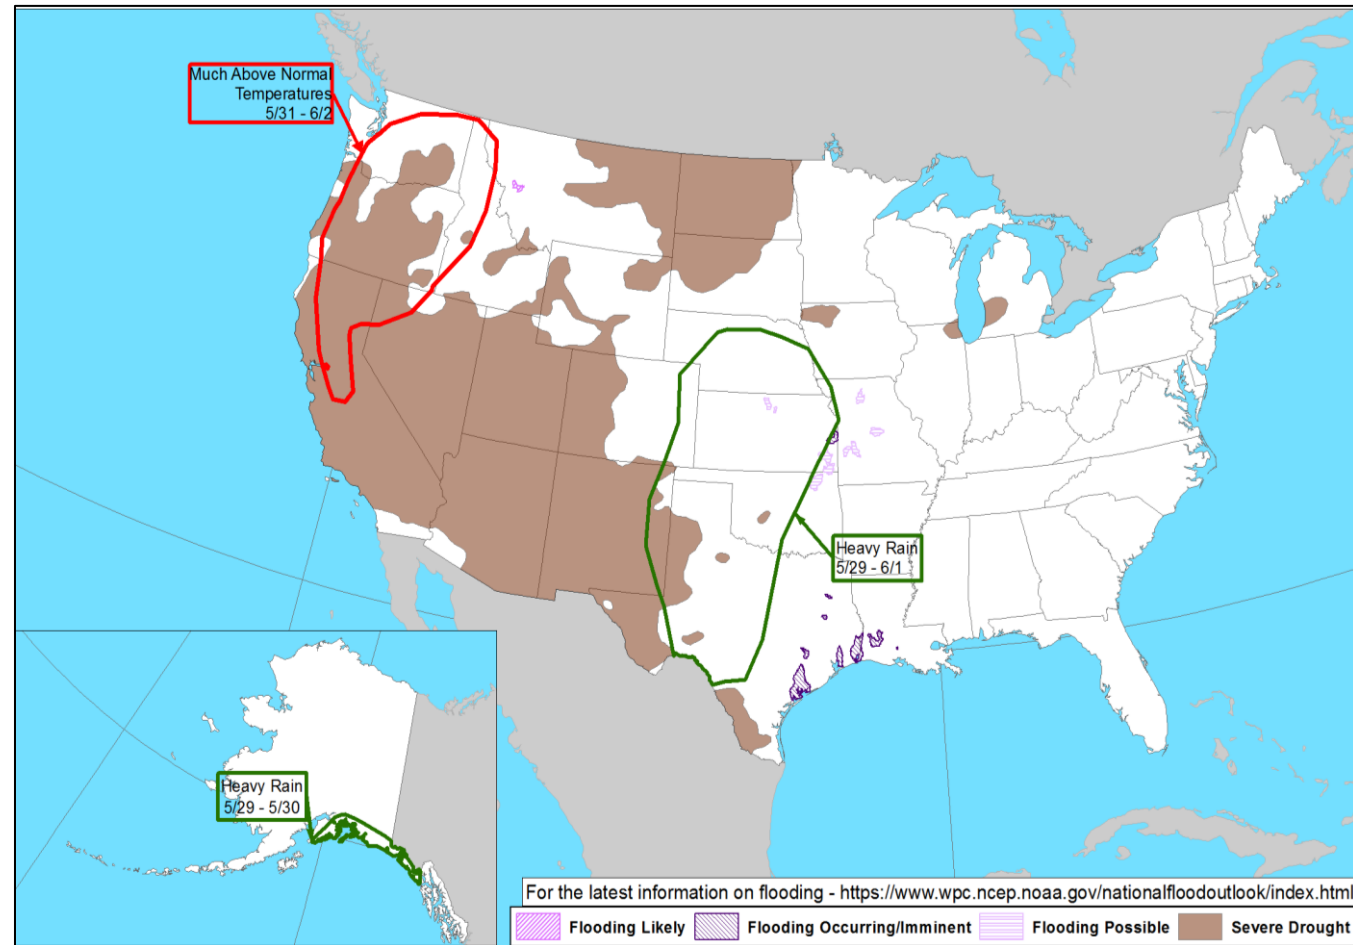 Much Above Normal
Temperatures
5/31 - 6/2
Heavy Rain
5/29 - 6/1
Heavy Rain
5/29 - 5/30
For the latest information on flooding - https://www.wpc.ncep.noaa.gov/nationalfloodoutlook/index.html
Flooding Likely
Flooding Occurring/Imminent
Flooding Possible
Severe Drought